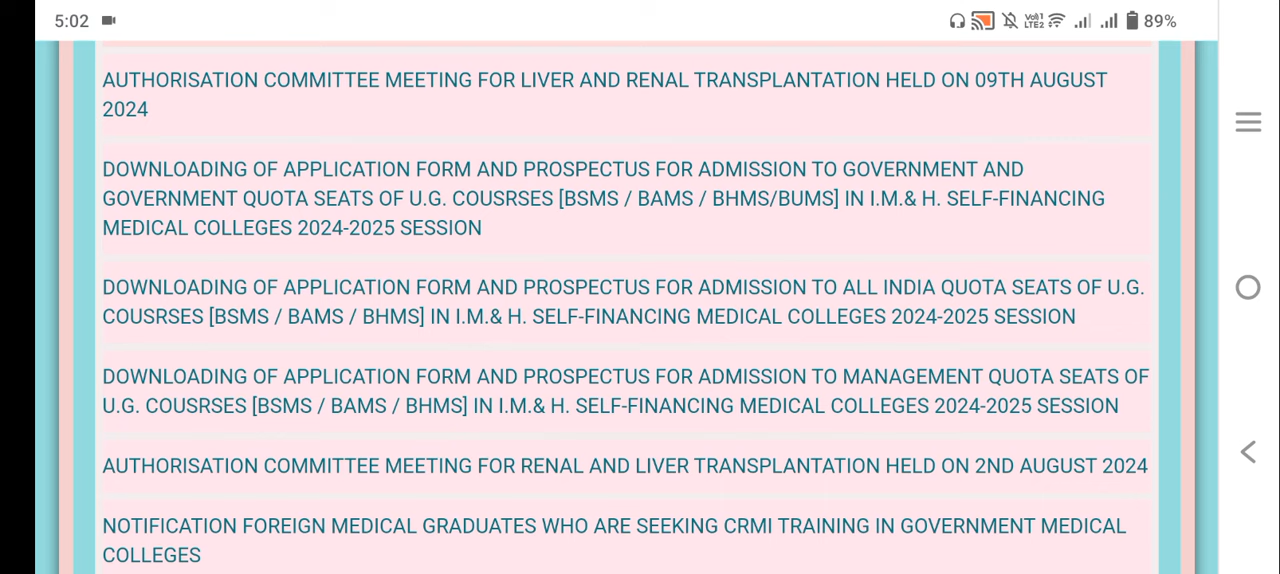 5:02
Vo))1
LTE2
89%
AUTHORISATION COMMITTEE MEETING FOR LIVER AND RENAL TRANSPLANTATION HELD ON 09TH AUGUST
2024
DOWNLOADING OF APPLICATION FORM AND PROSPECTUS FOR ADMISSION TO GOVERNMENT AND
GOVERNMENT QUOTA SEATS OF U.G. COUSRSES [BSMS / BAMS / BHMS/BUMS] IN I.M.& H. SELF-FINANCING
MEDICAL COLLEGES 2024-2025 SESSION
DOWNLOADING OF APPLICATION FORM AND PROSPECTUS FOR ADMISSION TO ALL INDIA QUOTA SEATS OF U.G.
COUSRSES [BSMS / BAMS / BHMS] IN I.M.& H. SELF-FINANCING MEDICAL COLLEGES 2024-2025 SESSION
DOWNLOADING OF APPLICATION FORM AND PROSPECTUS FOR ADMISSION TO MANAGEMENT QUOTA SEATS OF
U.G. COUSRSES [BSMS / BAMS / BHMS] IN I.M.& H. SELF-FINANCING MEDICAL COLLEGES 2024-2025 SESSION
AUTHORISATION COMMITTEE MEETING FOR RENAL AND LIVER TRANSPLANTATION HELD ON 2ND AUGUST 2024
NOTIFICATION FOREIGN MEDICAL GRADUATES WHO ARE SEEKING CRMI TRAINING IN GOVERNMENT MEDICAL
COLLEGES